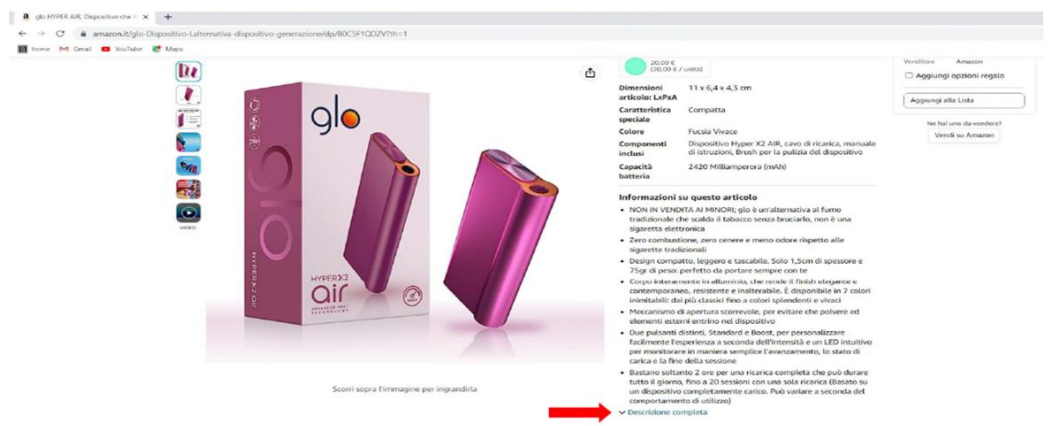 glo HYPER AIR, Dispositivo che
amazon.it/glo-Dispositivo-Lalternativa-dispositivo-generazione/dp/B0CSF1QDZV?th=1
home
Gmail
YouTube
Maps
VIDEO
glo
glo
HYPER X2 air
HYPER X2
air
Scorri sopra l'immagine per ingrandirla
20,00 €
(20,00 € / unità)
Dimensioni articolo: LxPxA 11 x 6,4 x 4,3 cm
Caratteristica speciale Compatta
Colore Fucsia Vivace
Componenti inclusi Dispositivo Hyper X2 AIR, cavo di ricarica, manuale
di istruzioni, Brush per la pulizia del dispositivo
Capacità batteria 2420 Milliamperora (mAh)
Informazioni su questo articolo
• NON IN VENDITA AI MINORI; glo è un'alternativa al fumo
tradizionale che scalda il tabacco senza bruciarlo, non è una
sigaretta elettronica
• Zero combustione, zero cenere e meno odore rispetto alle
sigarette tradizionali
• Design compatto, leggero e tascabile. Solo 1,5cm di spessore e
75gr di peso: perfetto da portare sempre con te
• Corpo interamente in alluminio, che rende il finish elegante e
contemporaneo, resistente e inalterabile. È disponibile in 7 colori
inimitabili: dai più classici fino a colori splendenti e vivaci
• Meccanismo di apertura scorrevole, per evitare che polvere ed
elementi esterni entrino nel dispositivo
• Due pulsanti distinti, Standard e Boost, per personalizzare
facilmente l'esperienza a seconda dell'intensità e un LED intuitivo
per monitorare in maniera semplice l'avanzamento, lo stato di
carica e la fine della sessione
• Bastano soltanto 2 ore per una ricarica completa che può durare
tutto il giorno, fino a 20 sessioni con una sola ricarica (Basato su
un dispositivo completamente carico. Può variare a seconda del
comportamento di utilizzo)
Descrizione completa
Venditore Amazon
Aggiungi opzioni regalo
Aggiungi alla Lista
Ne hai uno da vendere?
Vendi su Amazon